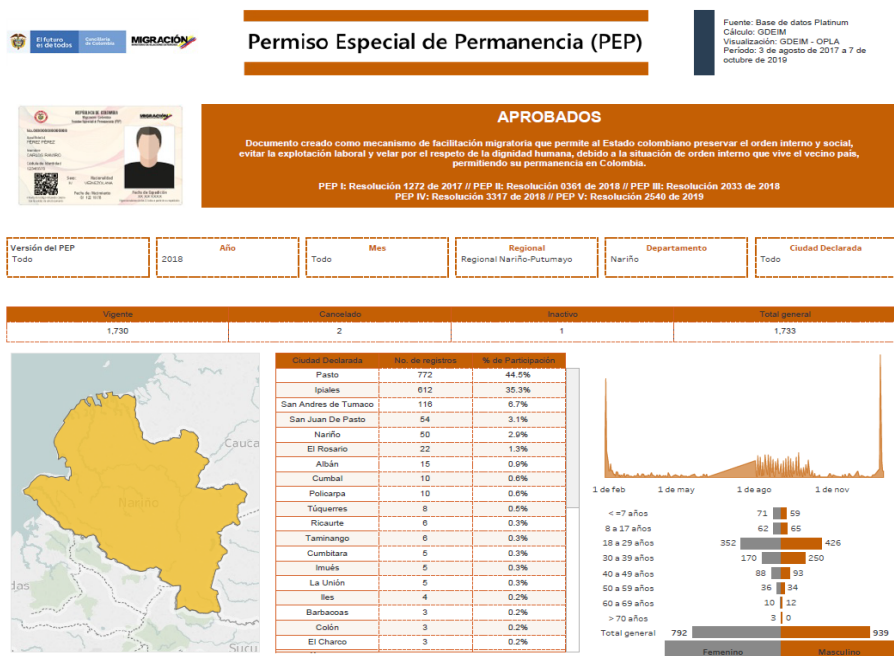 El futuro
es de todos
Cancillería
de Colombia
MIGRACIÓN
Permiso Especial de Permanencia (PEP)
Fuente: Base de datos Platinum
Cálculo: GDEIM
Visualización: GDEIM - OPLA
Período: 3 de agosto de 2017 a 7 de
octubre de 2019
REPÚBLICA DE COLOMBIA
MIGRACIÓN
PÉREZ PÉREZ
CARLOS RAMIRO
VENEZOLANA
APROBADOS
Documento creado como mecanismo de facilitación migratoria que permite al Estado colombiano preservar el orden interno y social,
evitar la explotación laboral y velar por el respeto de la dignidad humana, debido a la situación de orden interno que vive el vecino país,
permitiendo su permanencia en Colombia.
PEP I: Resolución 1272 de 2017 // PEP II: Resolución 0361 de 2018 // PEP III: Resolución 2033 de 2018
PEP IV: Resolución 3317 de 2018 // PEP V: Resolución 2540 de 2019
Versión del PEP
Todo
Año
2018
Mes
Todo
Regional
Regional Nariño-Putumayo
Departamento
Nariño
Ciudad Declarada
Todo
Vigente Cancelado Inactivo Total general
1,730 2 1 1,733
Cauca
Nariño
das
Sucu
Ciudad Declarada No. de registros % de Participación
Pasto 772 44.5%
Ipiales 612 35.3%
San Andres de Tumaco 116 6.7%
San Juan De Pasto 54 3.1%
Nariño 50 2.9%
El Rosario 22 1.3%
Albán 15 0.9%
Cumbal 10 0.6%
Policarpa 10 0.6%
Túquerres 8 0.5%
Ricaurte 6 0.3%
Taminango 6 0.3%
Cumbitara 5 0.3%
Imués 5 0.3%
La Unión 5 0.3%
Iles 4 0.2%
Barbacoas 3 0.2%
Colón 3 0.2%
El Charco 3 0.2%
1 de feb 1 de may 1 de ago 1 de nov
<=7 años 71 59
8 a 17 años 62 65
18 a 29 años 352 426
30 a 39 años 170 250
40 a 49 años 88 93
50 a 59 años 36 34
60 a 69 años 10 12
> 70 años 3 0
Total general 792 939
Femenino Masculino